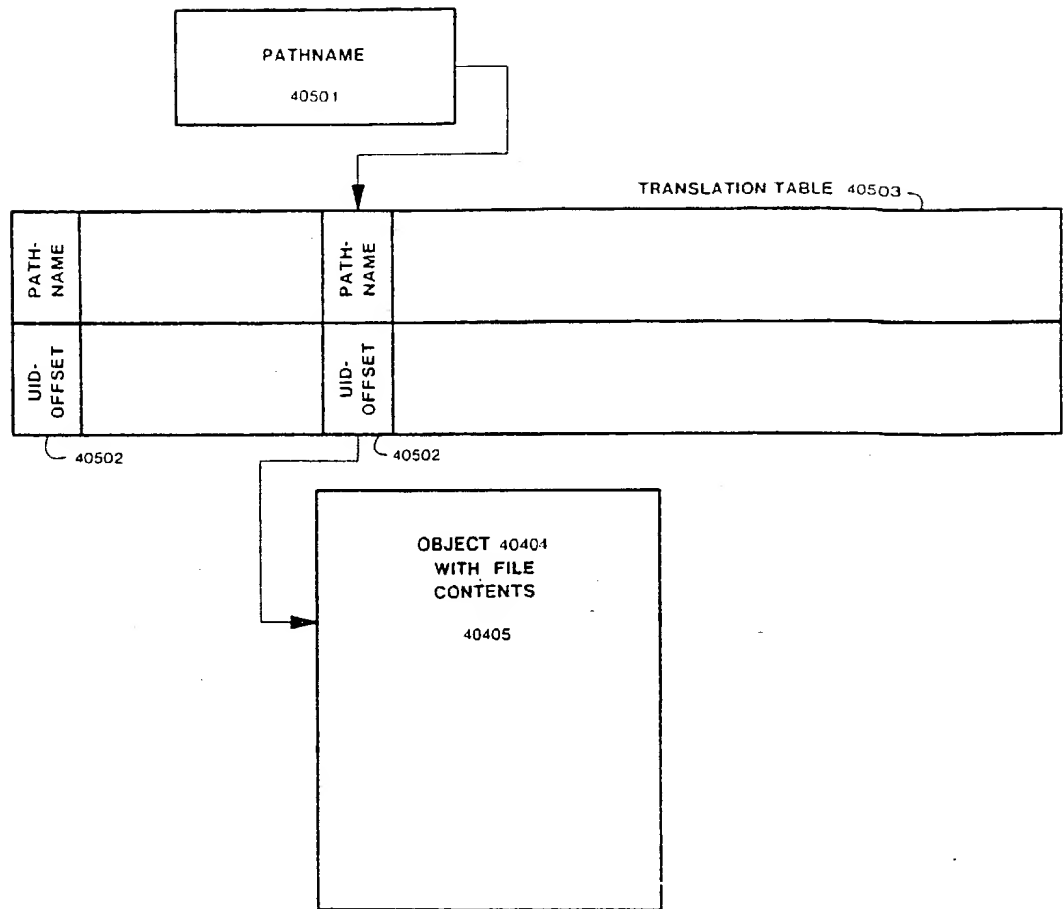 PATHNAME
40501
TRANSLATION TABLE 40503
PATH-
NAME
PATH-
NAME
UID-
OFFSET
UID-
OFFSET
40502
40502
OBJECT 40404
WITH FILE
CONTENTS
40405